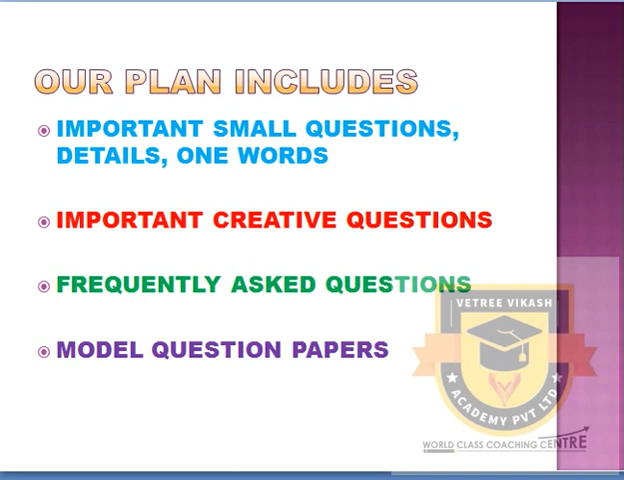 OUR PLAN INCLUDES
IMPORTANT SMALL QUESTIONS,
DETAILS, ONE WORDS
IMPORTANT CREATIVE QUESTIONS
FREQUENTLY ASKED QUESTIONS
MODEL QUESTION PAPERS
VETREE VIKASH
ACADEMY PVT LTD
WORLD CLASS COACHING CENTRE